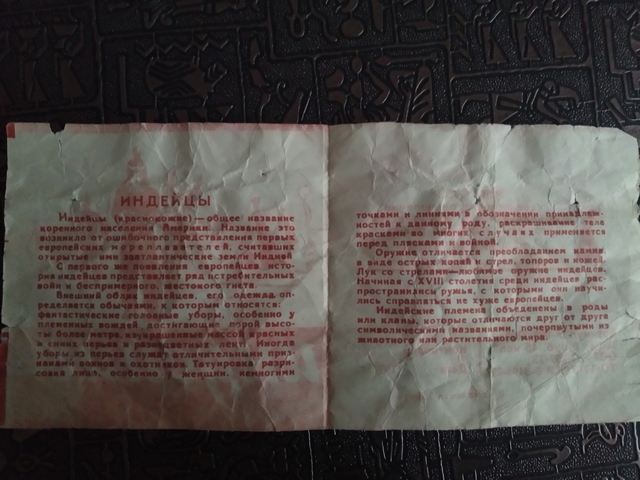 ИНДЕЙЦЫ
Индейцы (краснокожие) — общее название
коренного населения Америки. Название это
возникло от ошибочного представления первых
европейских мореплавателей, считавших
открытые ими заатлантические земли Индией
С первого же появления европейцев исто-
рия индейцев представляет ряд истребительных
войн и беспримерного, жестокого гнета.
Внешний облик индейцев, его одежда оп-
ределяется обычаями, к которым относятся:
фантастические головные уборы, особенно у
племенных вождей достигающие порой высо-
ты более метра, украшенные массой красных
и синих перьев и разноцветных лент. Иногда
уборы из перьев служат отличительными приз-
наками воинов и охотников. Татуировка разри-
совка лица, особенно у женщин, немногими
точками и линиями в обозначении принадлеж-
ностей к данному роду, раскрашивание тела
красками во многих случаях применяется
перед плясками и войной.
Оружие отличается преобладанием камня
в виде острых копий и стрел, топоров и ножей.
Лук со стрелами — любимое оружие индейцев.
Начиная с XVIII столетия среди индейцев рас-
пространились ружья, с которыми они научи-
лись справляться не хуже европейцев.
Индейские племена объединены в роды
или кланы, которые отличаются друг от друга
символическими названиями, почерпнутыми из
животного или растительного мира.